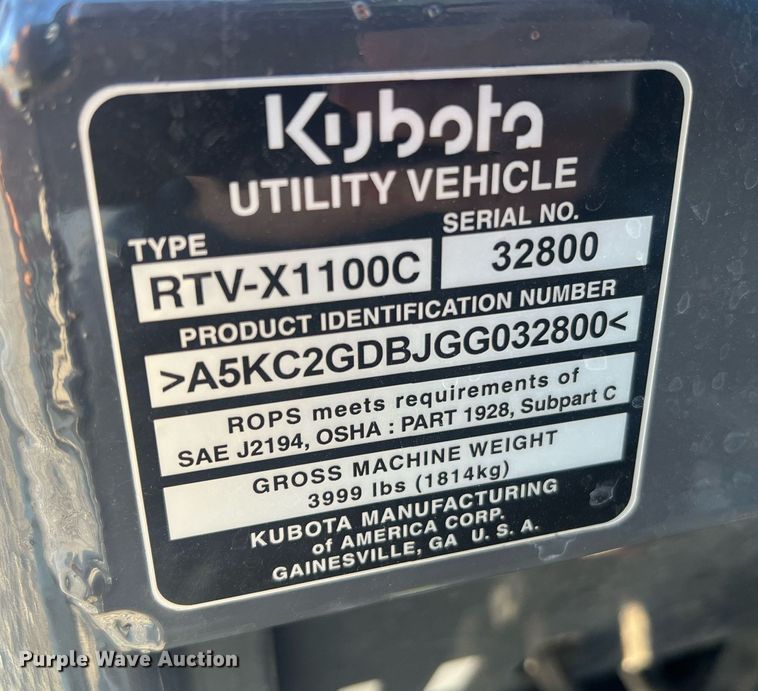 Kubota
UTILITY VEHICLE
TYPE
SERIAL NO.
RTV-X1100C
32800
PRODUCT IDENTIFICATION NUMBER
>A5KC2GDBJGG032800<
ROPS meets requirements of
SAE J2194, OSHA : PART 1928, Subpart C
GROSS MACHINE WEIGHT
3999 lbs (1814kg)
KUBOTA MANUFACTURING
of AMERICA CORP.
GAINESVILLE, GA U. S. A.
Purple Wave Auction